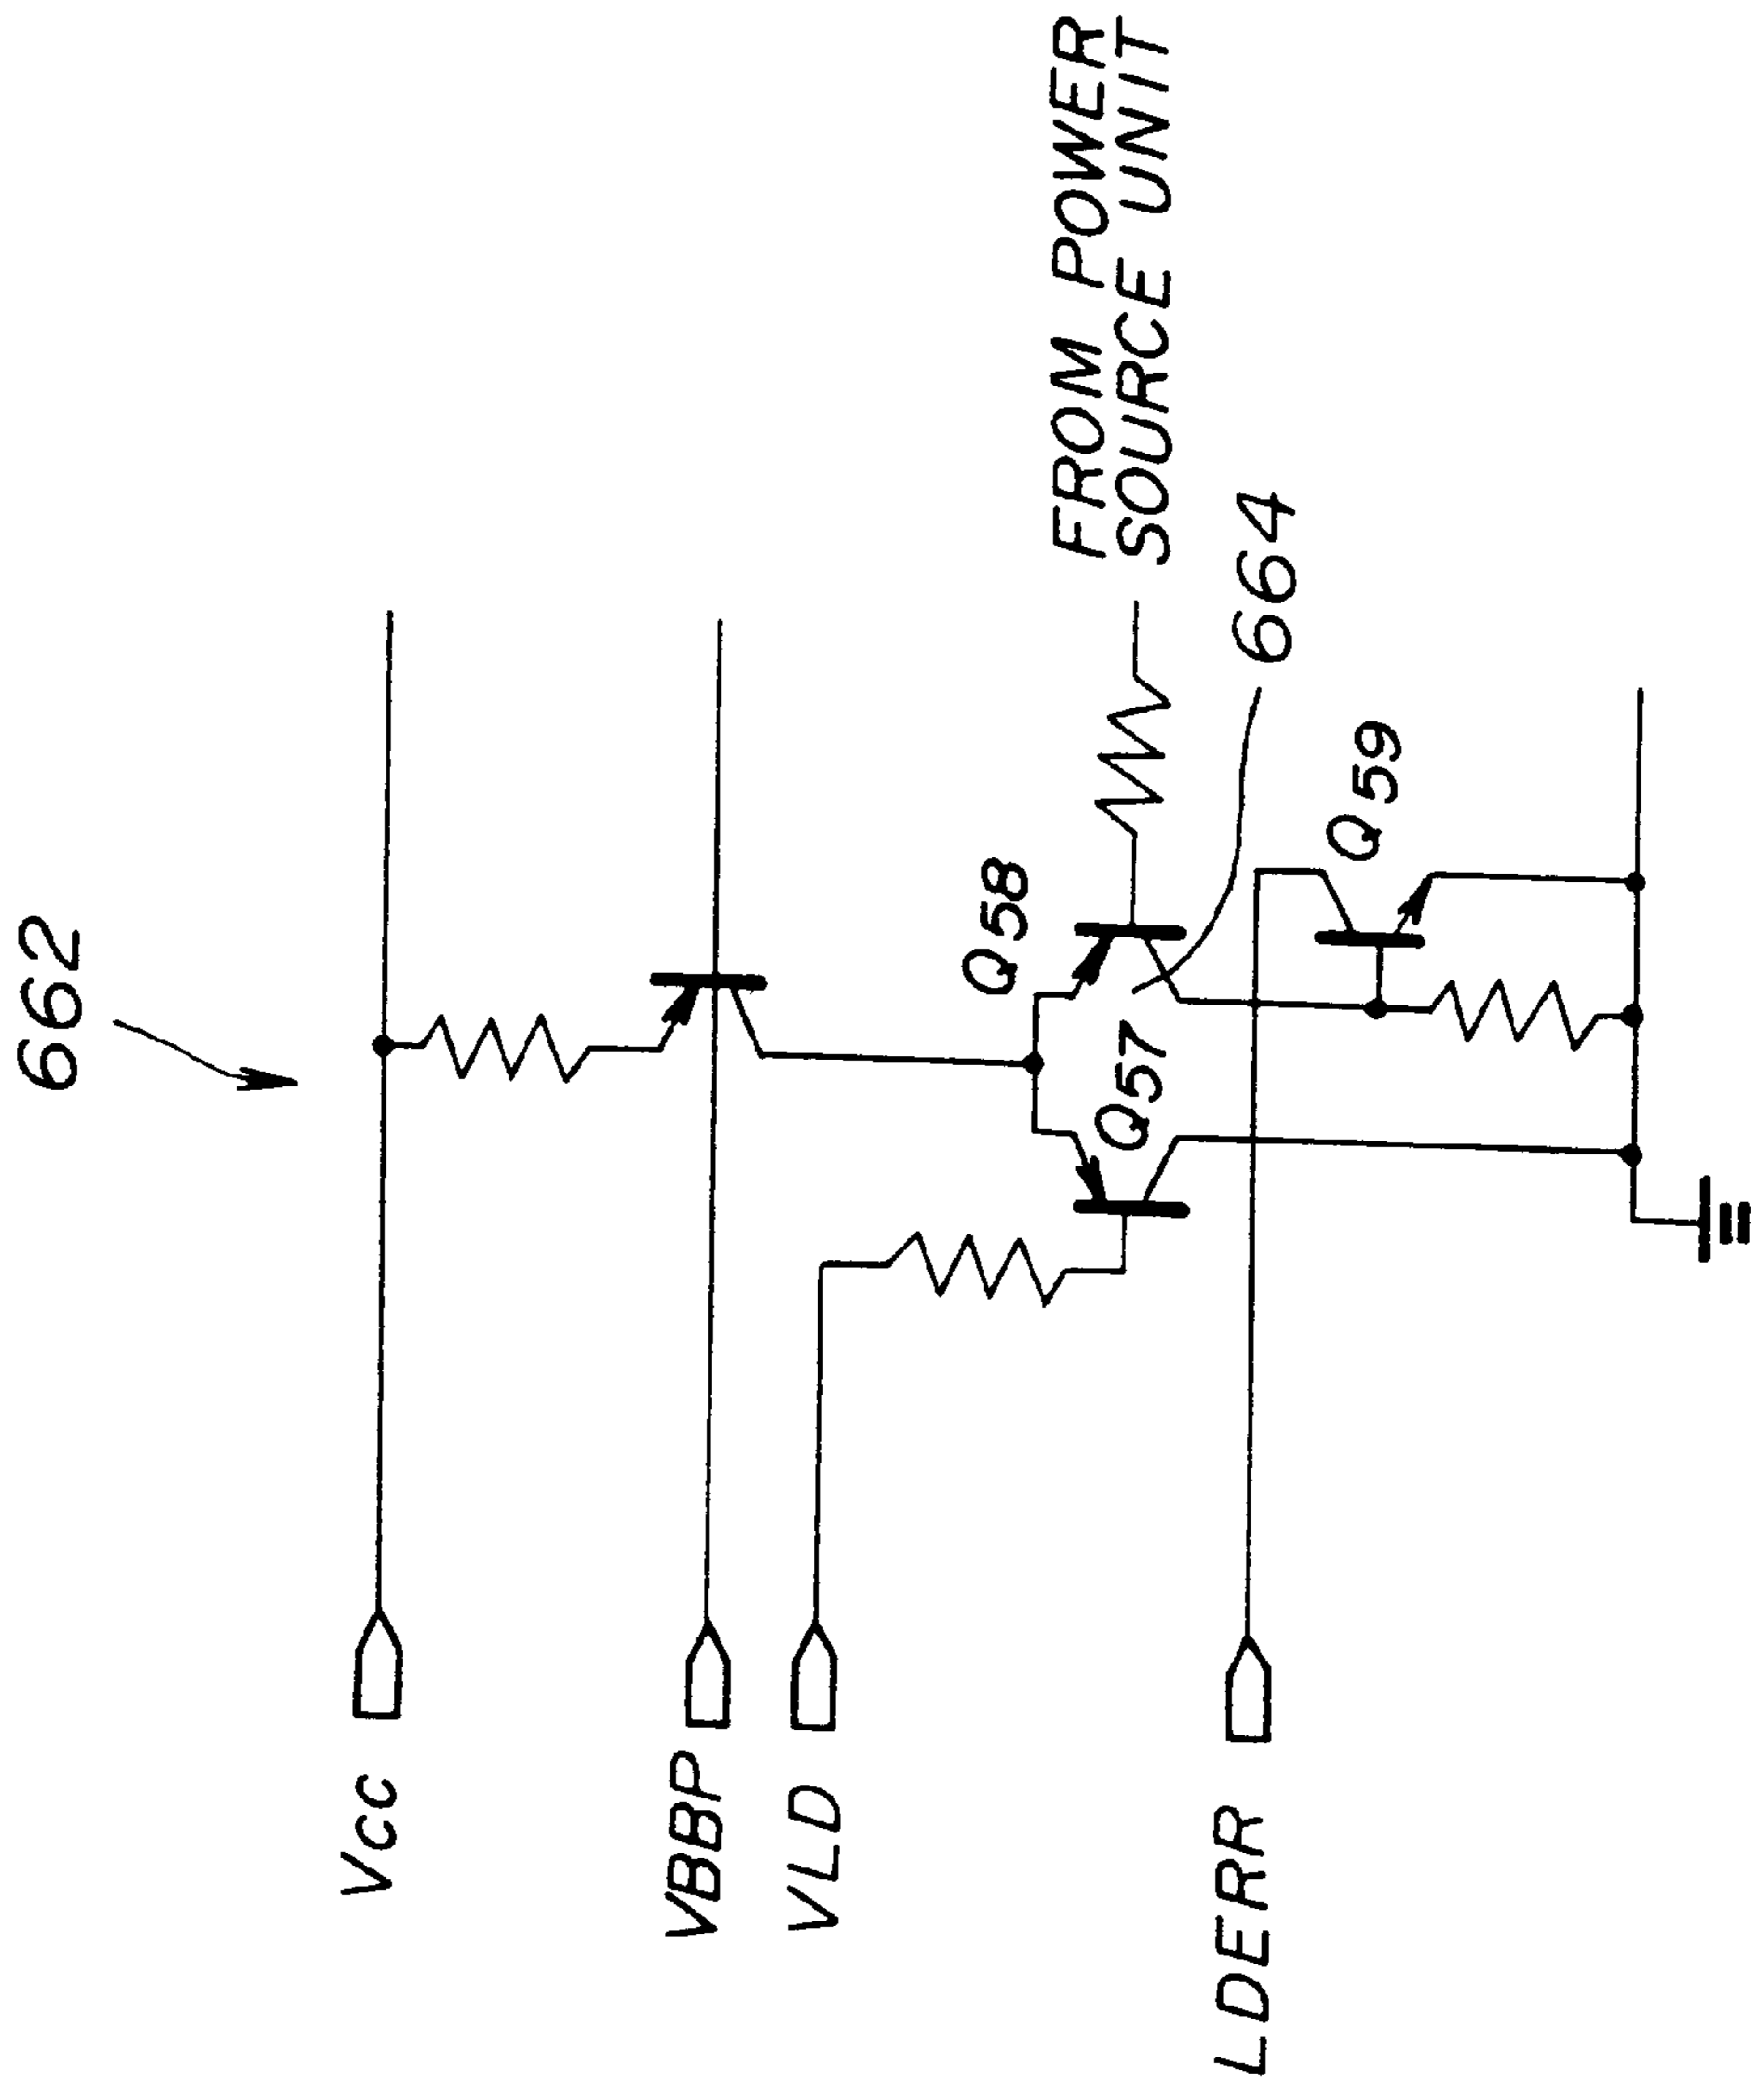 662
Vcc
VBBP
VLD
LDERR
Q58
Q57
Q59
FROM POWER
SOURCE UNIT
664